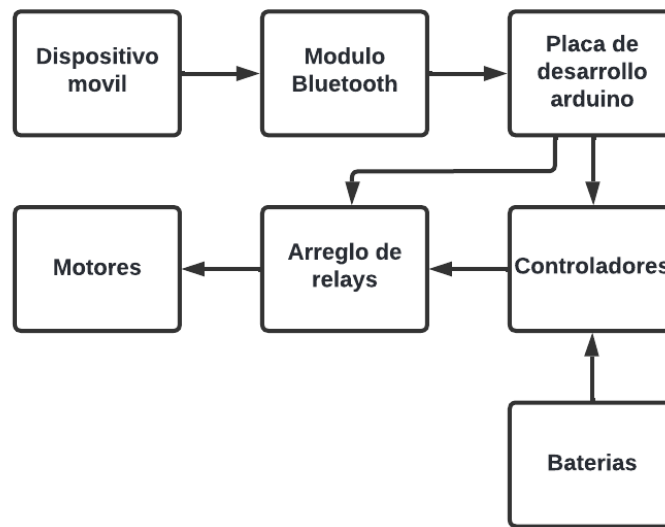 Dispositivo
movil
Modulo
Bluetooth
Placa de
desarrollo
arduino
Motores
Arreglo de
relays
Controladores
Baterias